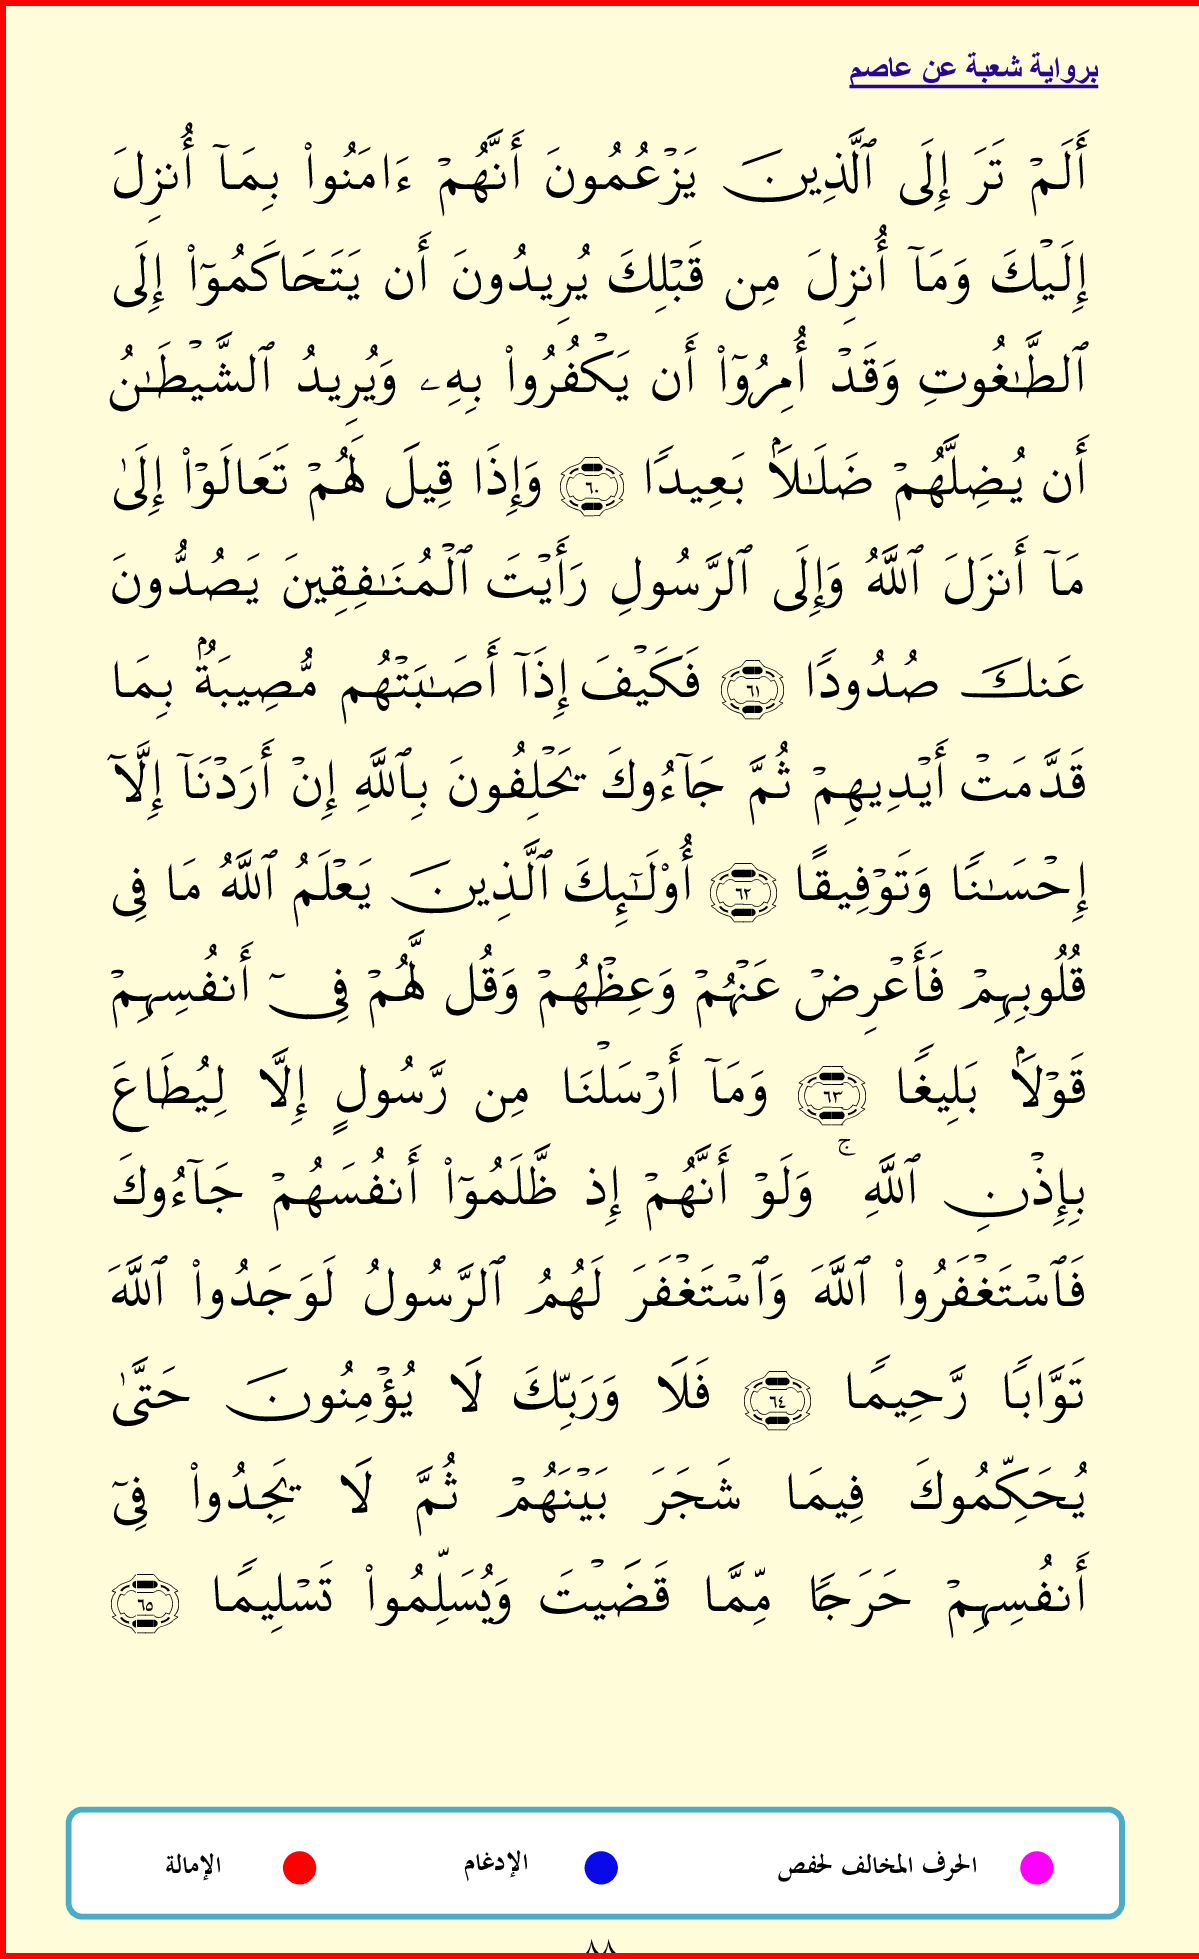 برواية شعبة عن عاصم
أَلَمۡ تَرَ إِلَى ٱلَّذِينَ يَزۡعُمُونَ أَنَّهُمۡ ءَامَنُواْ بِمَآ أُنزِلَ
إِلَيۡكَ وَمَآ أُنزِلَ مِن قَبۡلِكَ يُرِيدُونَ أَن يَتَحَاكَمُوٓاْ إِلَى
ٱلطَّٰغُوتِ وَقَدۡ أُمِرُوٓاْ أَن يَكۡفُرُواْ بِهِۦ وَيُرِيدُ ٱلشَّيۡطَٰنُ
أَن يُضِلَّهُمۡ ضَلَٰلَۢا بَعِيدٗا ٦٠ وَإِذَا قِيلَ لَهُمۡ تَعَالَوۡاْ إِلَىٰ
مَآ أَنزَلَ ٱللَّهُ وَإِلَى ٱلرَّسُولِ رَأَيۡتَ ٱلۡمُنَٰفِقِينَ يَصُدُّونَ
عَنكَ صُدُودٗا ٦١ فَكَيۡفَ إِذَآ أَصَٰبَتۡهُم مُّصِيبَةُۢ بِمَا
قَدَّمَتۡ أَيۡدِيهِمۡ ثُمَّ جَآءُوكَ يَحۡلِفُونَ بِٱللَّهِ إِنۡ أَرَدۡنَآ إِلَّآ
إِحۡسَٰنٗا وَتَوۡفِيقًا ٦٢ أُوْلَٰٓئِكَ ٱلَّذِينَ يَعۡلَمُ ٱللَّهُ مَا فِي
قُلُوبِهِمۡ فَأَعۡرِضۡ عَنۡهُمۡ وَعِظۡهُمۡ وَقُل لَّهُمۡ فِيٓ أَنفُسِهِمۡ
قَوۡلَۢا بَلِيغٗا ٦٣ وَمَآ أَرۡسَلۡنَا مِن رَّسُولٍ إِلَّا لِيُطَاعَ
بِإِذۡنِ ٱللَّهِۚ وَلَوۡ أَنَّهُمۡ إِذ ظَّلَمُوٓاْ أَنفُسَهُمۡ جَآءُوكَ
فَٱسۡتَغۡفَرُواْ ٱللَّهَ وَٱسۡتَغۡفَرَ لَهُمُ ٱلرَّسُولُ لَوَجَدُواْ ٱللَّهَ
تَوَّابٗا رَّحِيمٗا ٦٤ فَلَا وَرَبِّكَ لَا يُؤۡمِنُونَ حَتَّىٰ
يُحَكِّمُوكَ فِيمَا شَجَرَ بَيۡنَهُمۡ ثُمَّ لَا يَجِدُواْ فِيٓ
أَنفُسِهِمۡ حَرَجٗا مِّمَّا قَضَيۡتَ وَيُسَلِّمُواْ تَسۡلِيمٗا ٦٥
الحرف المخالف لحفص الإدغام الإمالة
٨٨